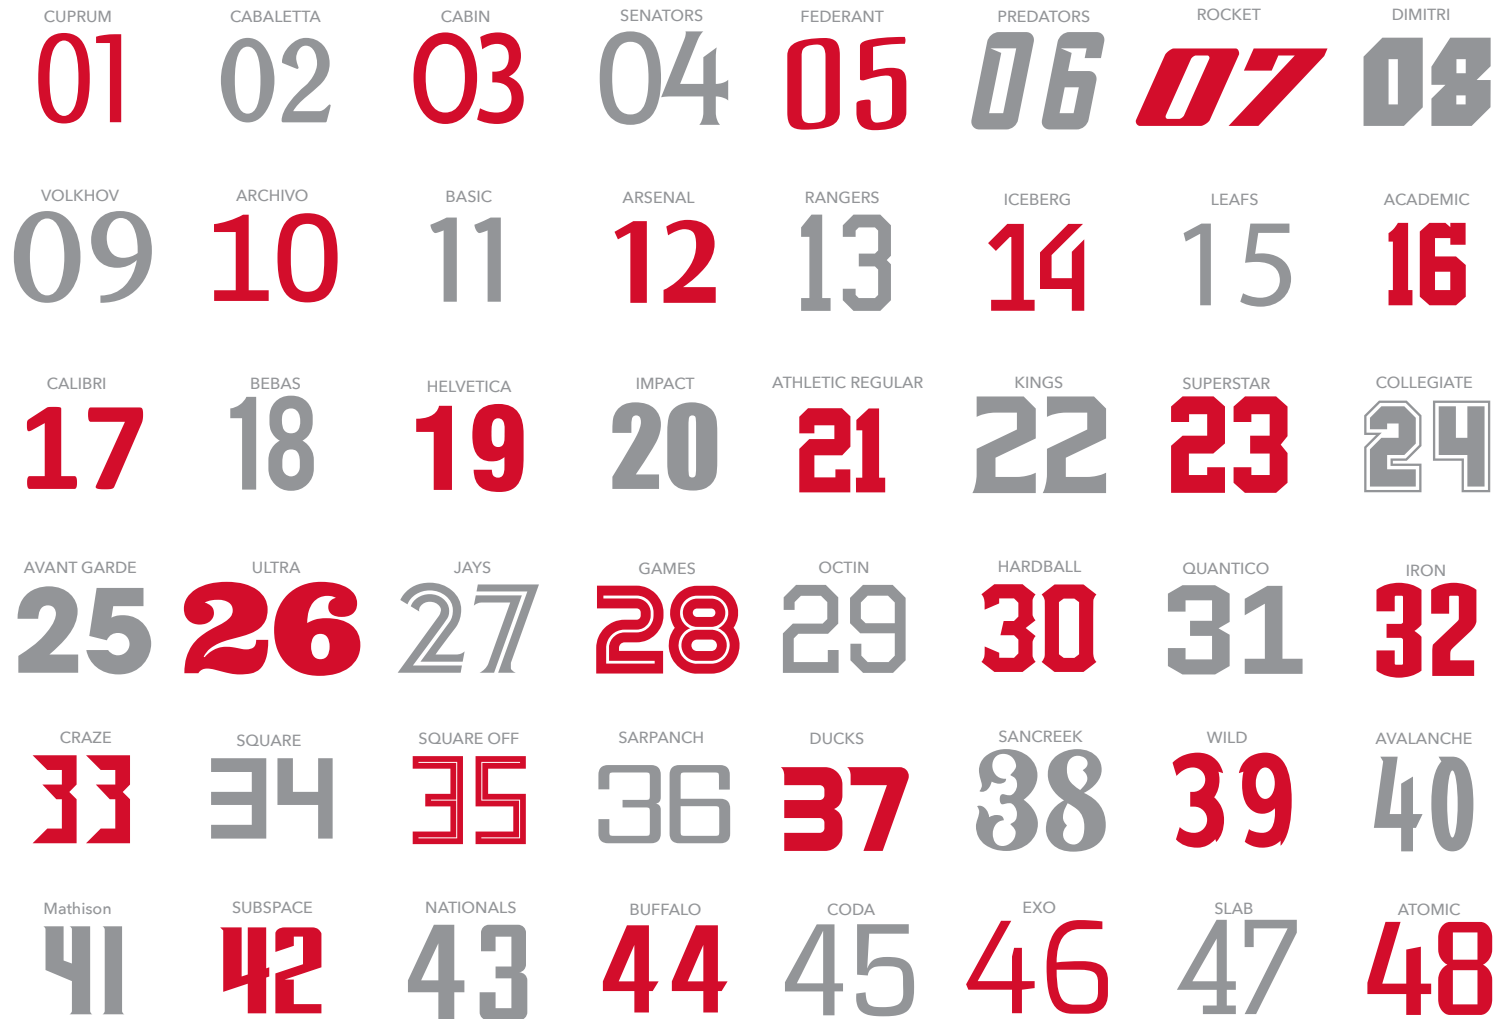 CUPRUM CABALETTA CABIN SENATORS FEDERANT PREDATORS ROCKET DIMITRI
01 02 03 04 05 06 07 08
VOLKHOV ARCHIVO BASIC ARSENAL RANGERS ICEBERG LEAFS ACADEMIC
09 10 11 12 13 14 15 16
CALIBRI BEBAS HELVETICA IMPACT ATHLETIC REGULAR KINGS SUPERSTAR COLLEGIATE
17 18 19 20 21 22 23 24
AVANT GARDE ULTRA JAYS GAMES OCTIN HARDBALL QUANTICO IRON
25 26 27 28 29 30 31 32
CRAZE SQUARE SQUARE OFF SARPANCH DUCKS SANCREEK WILD AVALANCHE
33 34 35 36 37 38 39 40
Mathison SUBSPACE NATIONALS BUFFALO CODA EXO SLAB ATOMIC
41 42 43 44 45 46 47 48